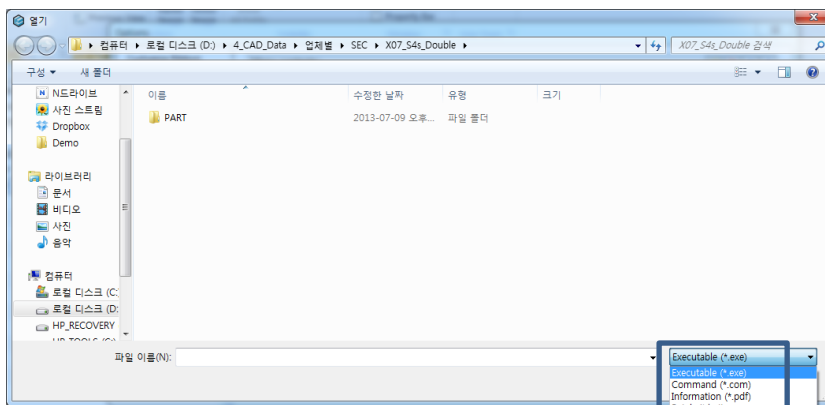 열기
컴퓨터 ▸ 로컬 디스크 (D:) ▸ 4_CAD_Data ▸ 업체별 ▸ SEC ▸ X07_S4s_Double ▸
X07_S4s_Double 검색
구성 ▼ 새 폴더
N드라이브
사진 스트림
Dropbox
Demo
라이브러리
문서
비디오
사진
음악
컴퓨터
로컬 디스크 (C:
로컬 디스크 (D:
HP_RECOVERY
이름 수정한 날짜 유형 크기
PART 2013-07-09 오후... 파일 폴더
파일 이름(N):
Executable (*.exe)
Executable (*.exe)
Command (*.com)
Information (*.pdf)